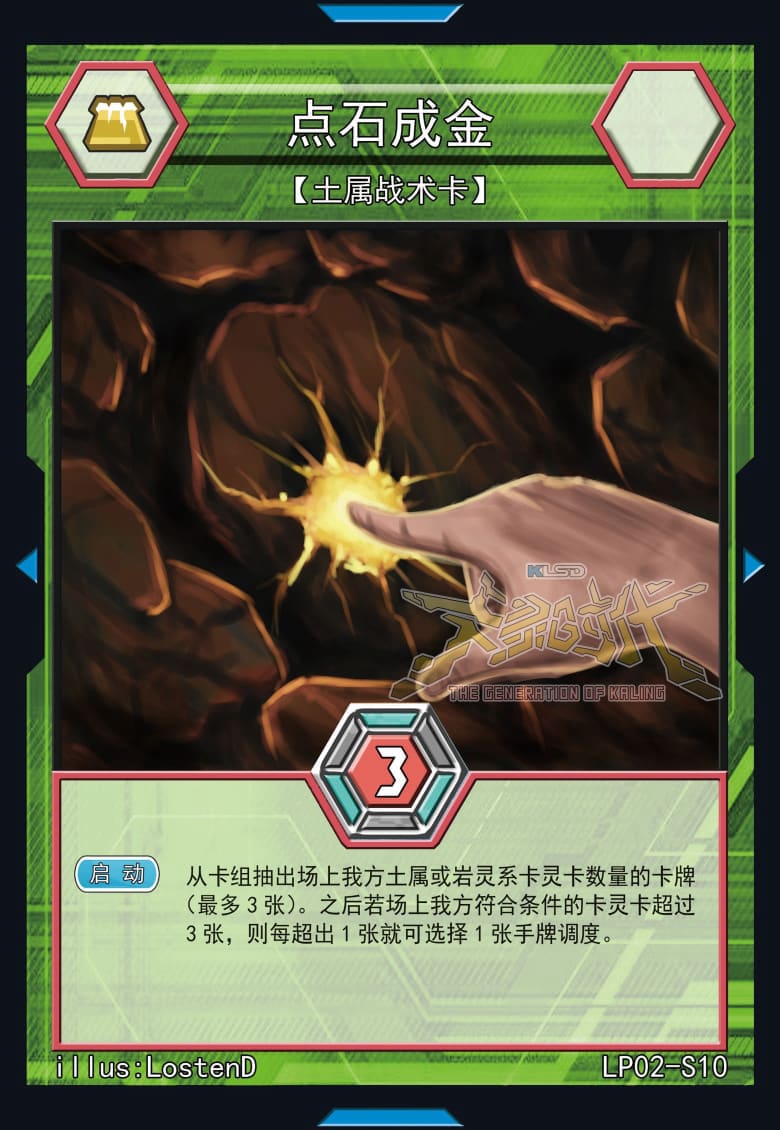 点石成金
【土属战术卡】
KLSD
卡灵时代
THE GENERATION OF KALING
3
启动
从卡组抽出场上我方土属或岩灵系卡灵卡数量的卡牌
（最多3张）。之后若场上我方符合条件的卡灵卡超过
3张，则每超出1张就可选择1张手牌调度。
illus:LostenD
LP02-S10